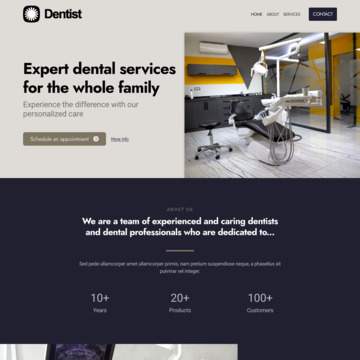 Dentist
HOME ABOUT SERVICES CONTACT
Expert dental services
for the whole family
Experience the difference with our
personalized care
Schedule an appointment
More Info
ABOUT US
We are a team of experienced and caring dentists
and dental professionals who are dedicated to...
Sed pede ullamcorper amet ullamcorper primis, nam pretium suspendisse neque, a phasellus sit
pulvinar vel integer.
10+ 20+ 100+
Years Products Customers